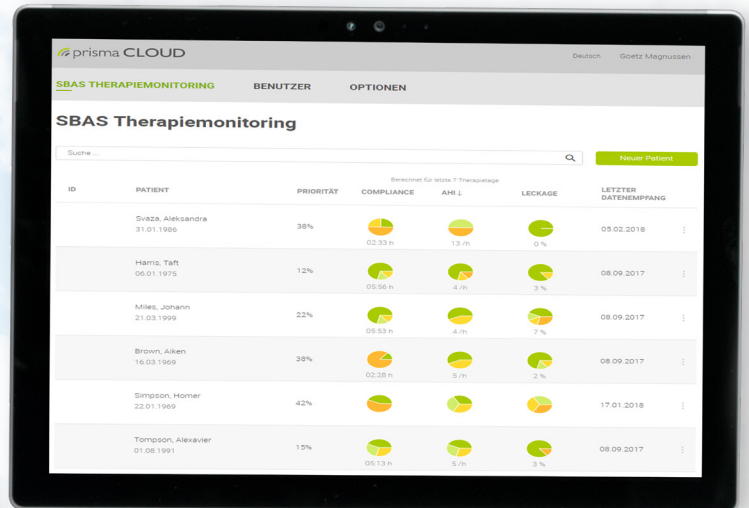 prisma CLOUD
Deutsch Goetz Magnussen
SBAS THERAPIEMONITORING BENUTZER OPTIONEN
SBAS Therapiemonitoring
Suche ... Neuer Patient
Berechnet für letzte 7 Therapietage
ID PATIENT PRIORITÄT COMPLIANCE AHI ↓ LECKAGE LETZTER DATENEMPFANG
Svaza, Aleksandra
31.01.1986 38% 02:33 h 13 /h 0 % 05.02.2018
Harris, Taft
06.01.1975 12% 05:56 h 4 /h 3 % 08.09.2017
Miles, Johann
21.03.1999 22% 05:53 h 4 /h 7 % 08.09.2017
Brown, Aiken
16.03.1969 38% 02:28 h 5 /h 2 % 08.09.2017
Simpson, Homer
22.01.1969 42% 17.01.2018
Tompson, Alexavier
01.08.1991 15% 05:13 h 5 /h 3 % 08.09.2017